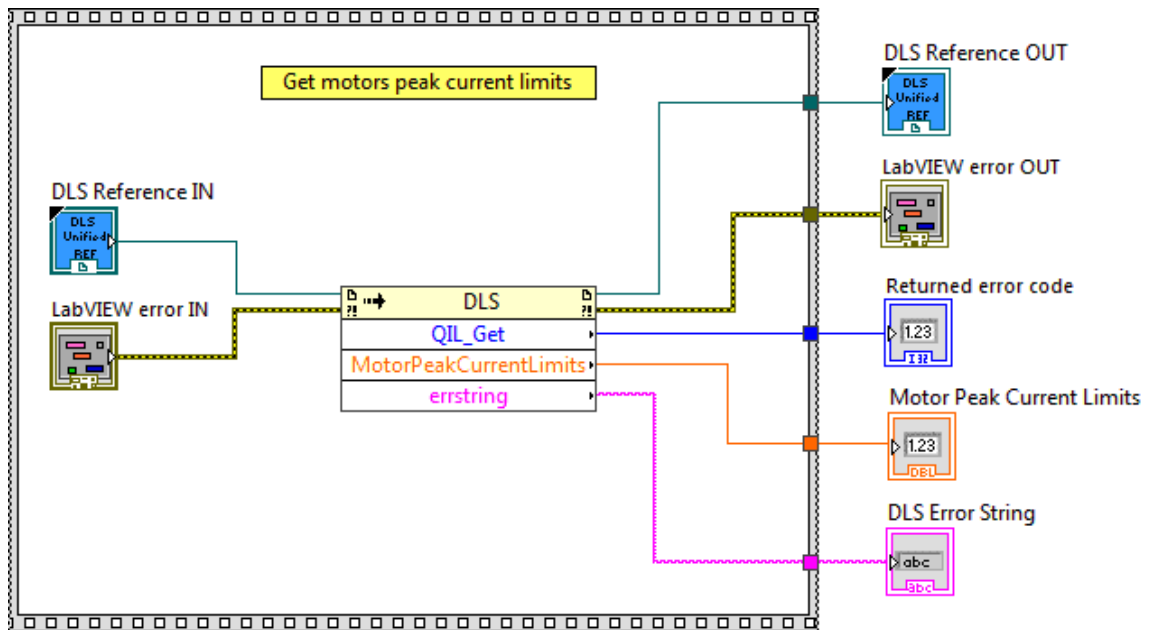 Get motors peak current limits
DLS Reference OUT
DLS
Unified
REF
LabVIEW error OUT
DLS Reference IN
DLS
Unified
REF
LabVIEW error IN
?!
DLS
?!
QIL_Get
MotorPeakCurrentLimits
errstring
Returned error code
1.23
I32
Motor Peak Current Limits
1.23
DBL
DLS Error String
abc
abc